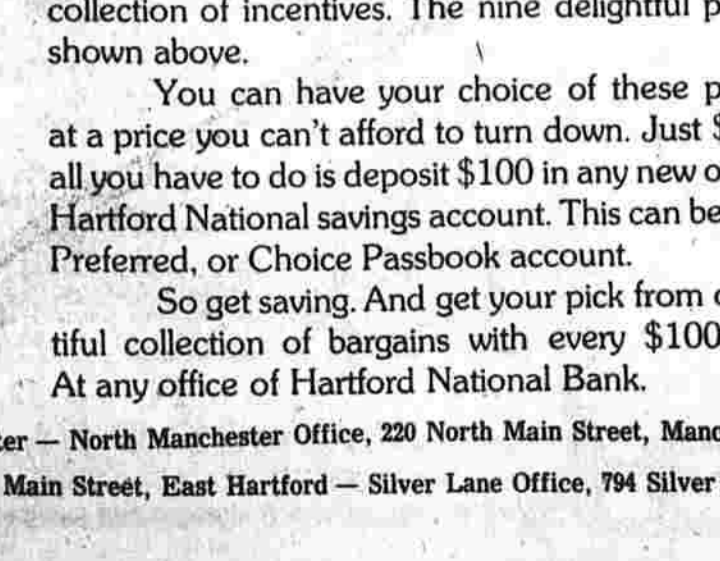 collection of incentives. The nine delightful
shown above.
You can have your choice of these
at a price you can't afford to turn down. Just
all you have to do is deposit $100 in any new
Hartford National savings account. This can be
Preferred, or Choice Passbook account.
So get saving. And get your pick from
tiful collection of bargains with every $100
At any office of Hartford National Bank.
er — North Manchester Office, 220 North Main Street, Manc
Main Street, East Hartford — Silver Lane Office, 794 Silver